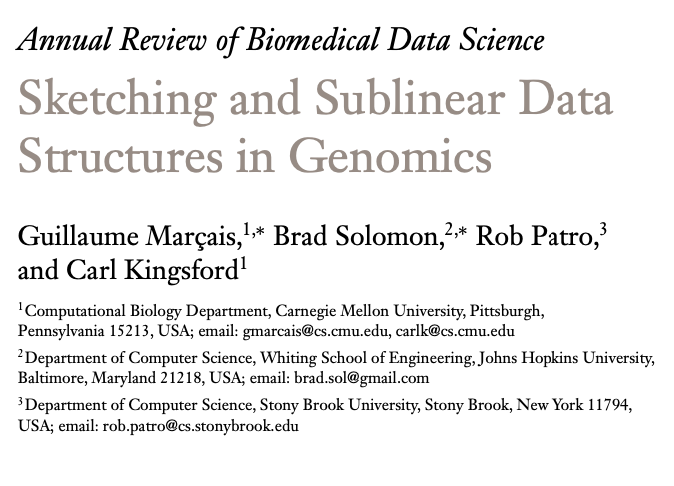 Annual Review of Biomedical Data Science
Sketching and Sublinear Data
Structures in Genomics
Guillaume Marçais,1,* Brad Solomon,2,* Rob Patro,3
and Carl Kingsford1
1Computational Biology Department, Carnegie Mellon University, Pittsburgh,
Pennsylvania 15213, USA; email: gmarcais@cs.cmu.edu, carlk@cs.cmu.edu
2Department of Computer Science, Whiting School of Engineering, Johns Hopkins University,
Baltimore, Maryland 21218, USA; email: brad.sol@gmail.com
3Department of Computer Science, Stony Brook University, Stony Brook, New York 11794,
USA; email: rob.patro@cs.stonybrook.edu